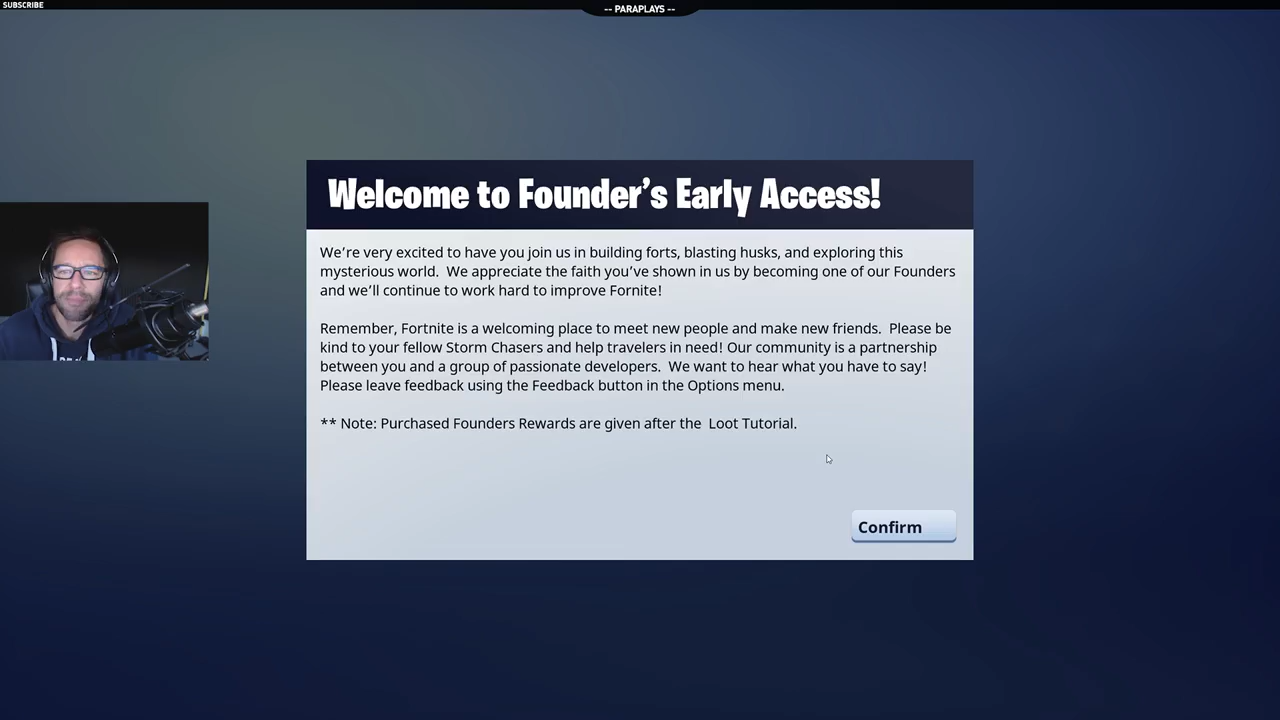 SUBSCRIBE
-- PARAPLAYS --
Welcome to Founder's Early Access!
We're very excited to have you join us in building forts, blasting husks, and exploring this
mysterious world.  We appreciate the faith you've shown in us by becoming one of our Founders
and we'll continue to work hard to improve Fornite!
Remember, Fortnite is a welcoming place to meet new people and make new friends.  Please be
kind to your fellow Storm Chasers and help travelers in need! Our community is a partnership
between you and a group of passionate developers.  We want to hear what you have to say!
Please leave feedback using the Feedback button in the Options menu.
** Note: Purchased Founders Rewards are given after the  Loot Tutorial.
Confirm